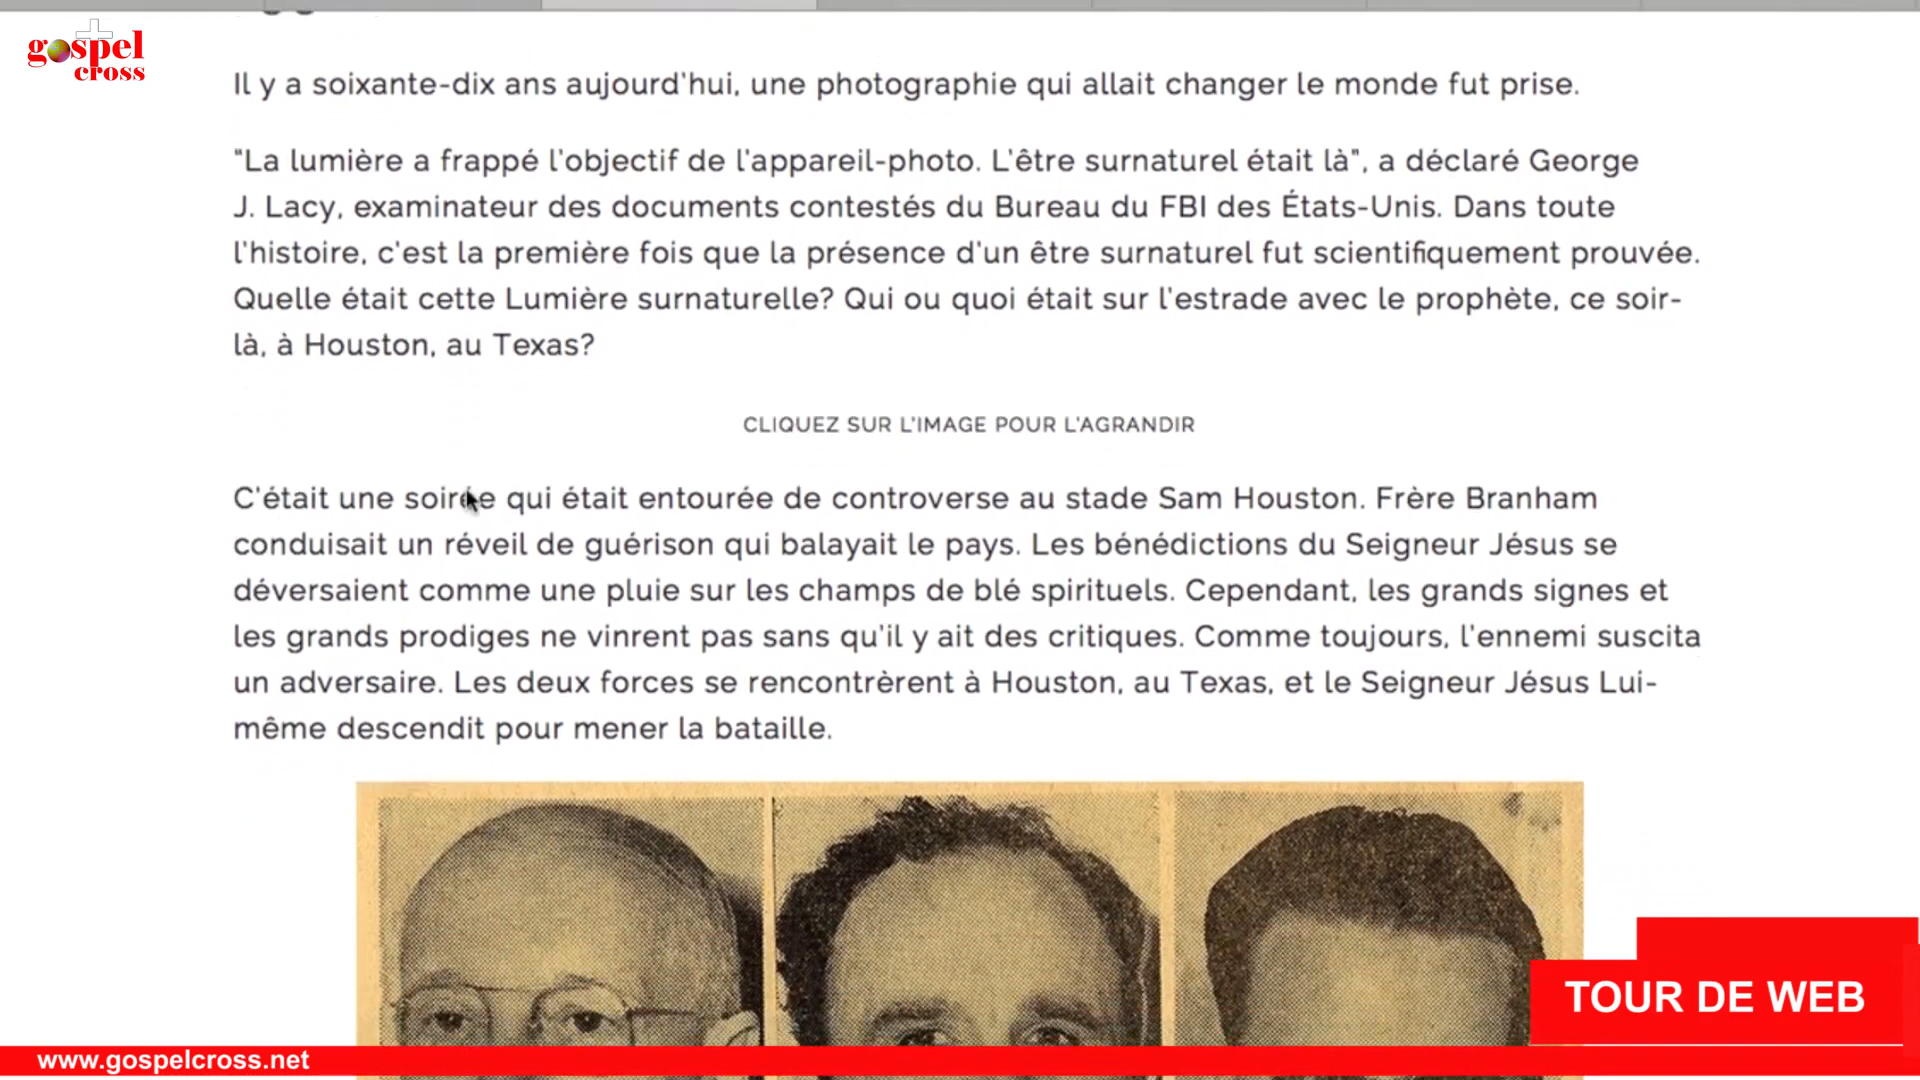 gospel
cross
Il y a soixante-dix ans aujourd'hui, une photographie qui allait changer le monde fut prise.
"La lumière a frappé l'objectif de l'appareil-photo. L'être surnaturel était là", a déclaré George
J. Lacy, examinateur des documents contestés du Bureau du FBI des États-Unis. Dans toute
l'histoire, c'est la première fois que la présence d'un être surnaturel fut scientifiquement prouvée.
Quelle était cette Lumière surnaturelle? Qui ou quoi était sur l'estrade avec le prophète, ce soir-
là, à Houston, au Texas?
CLIQUEZ SUR L'IMAGE POUR L'AGRANDIR
C'était une soirée qui était entourée de controverse au stade Sam Houston. Frère Branham
conduisait un réveil de guérison qui balayait le pays. Les bénédictions du Seigneur Jésus se
déversaient comme une pluie sur les champs de blé spirituels. Cependant, les grands signes et
les grands prodiges ne vinrent pas sans qu'il y ait des critiques. Comme toujours, l'ennemi suscita
un adversaire. Les deux forces se rencontrèrent à Houston, au Texas, et le Seigneur Jésus Lui-
même descendit pour mener la bataille.
TOUR DE WEB
www.gospelcross.net